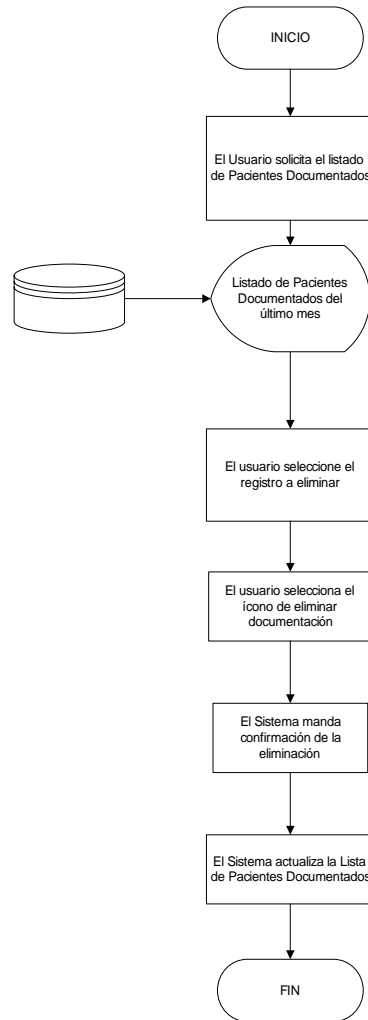 INICIO
El Usuario solicita el listado
de Pacientes Documentados
Listado de Pacientes
Documentados del
último mes
El usuario seleccione el
registro a eliminar
El usuario selecciona el
ícono de eliminar
documentación
El Sistema manda
confirmación de la
eliminación
El Sistema actualiza la Lista
de Pacientes Documentados
FIN